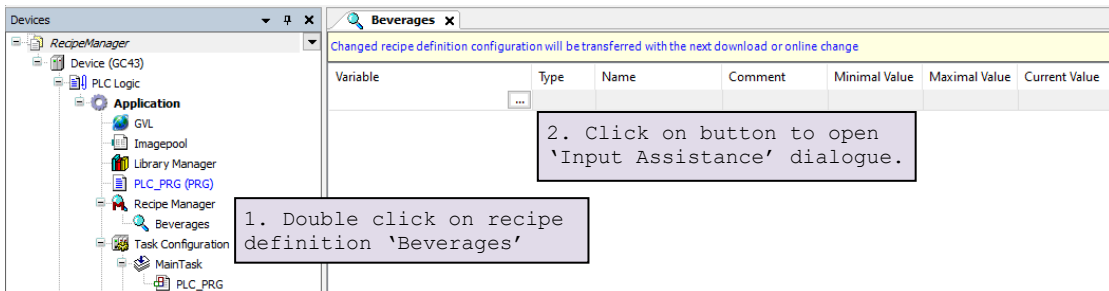 Devices
RecipeManager
Device (GC43)
PLC Logic
Application
GVL
Imagepool
Library Manager
PLC_PRG (PRG)
Recipe Manager
Beverages
Task Configuration
MainTask
PLC_PRG
Beverages
Changed recipe definition configuration will be transferred with the next download or online change
Variable Type Name Comment Minimal Value Maximal Value Current Value
...
2. Click on button to open
‘Input Assistance’ dialogue.
1. Double click on recipe
definition ‘Beverages’